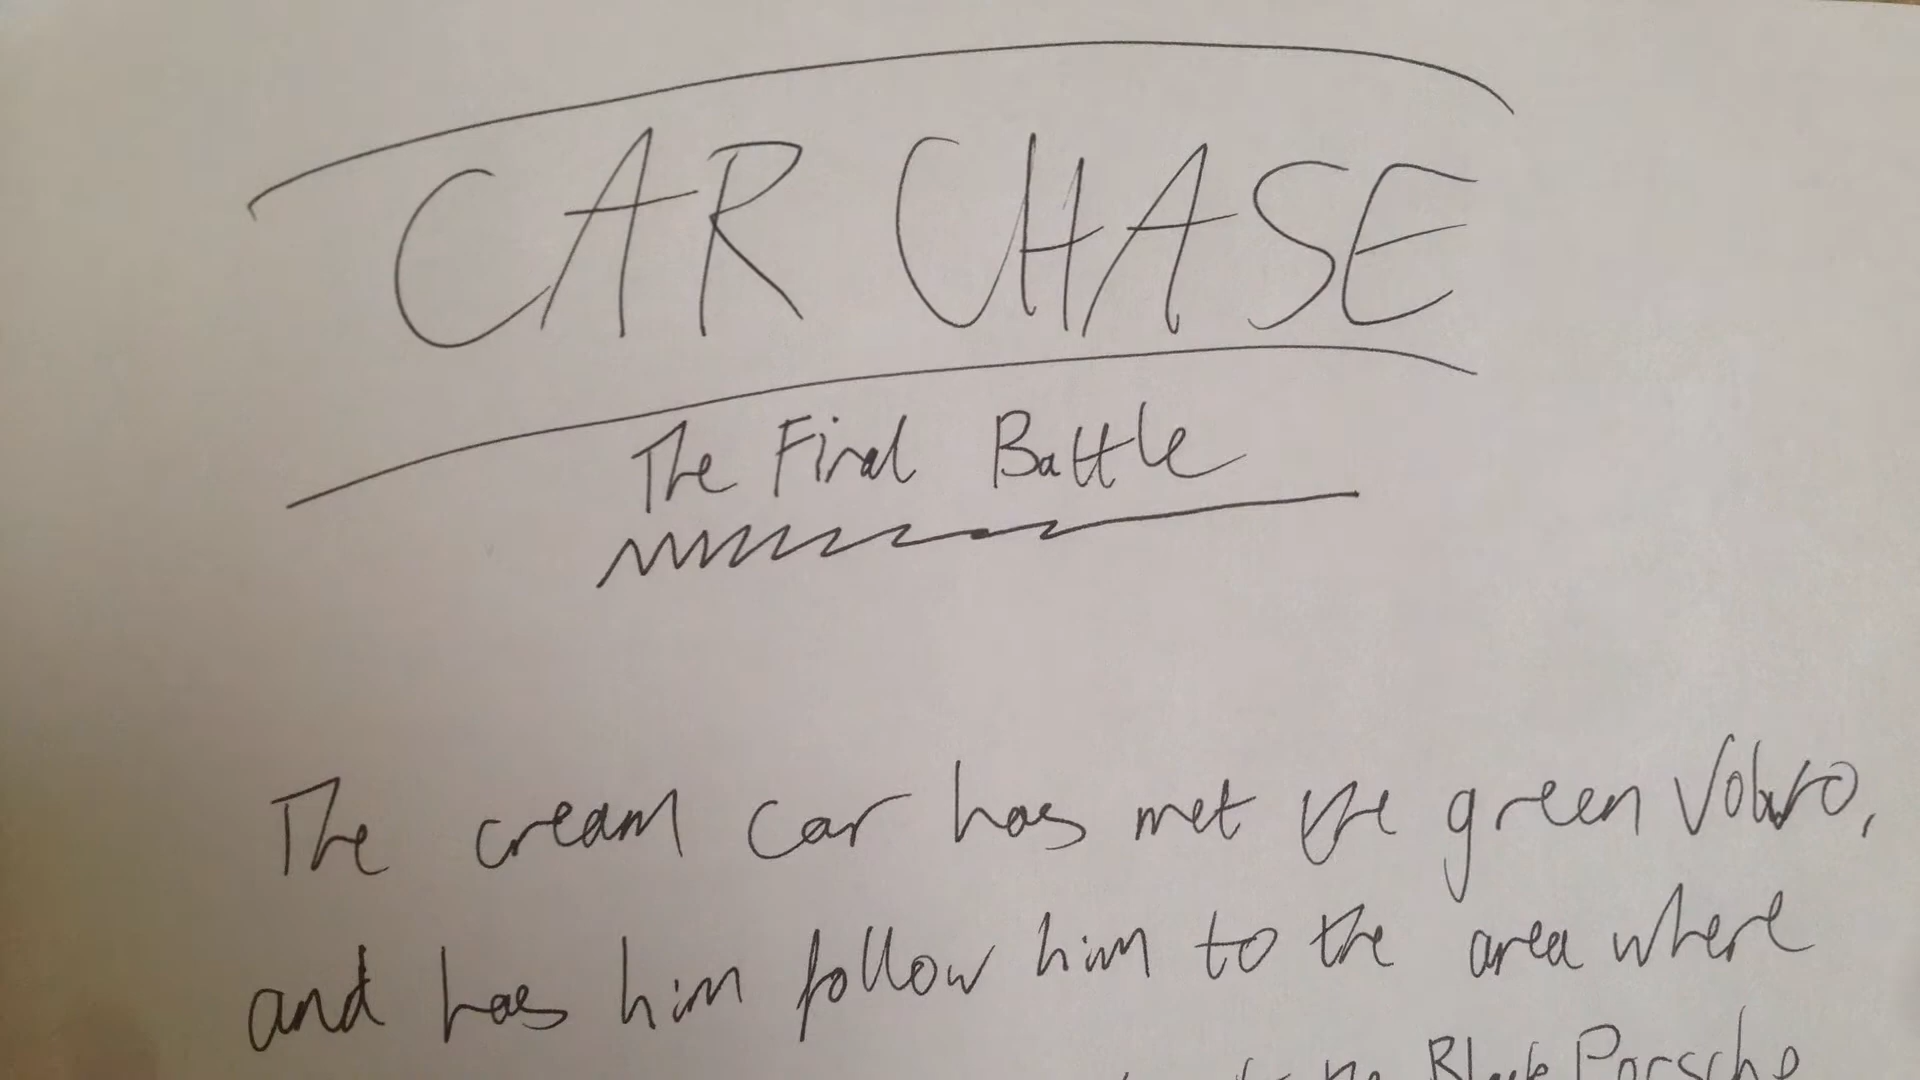 CAR CHASE
The Final Battle
The cream car has met the green Volvo,
and has him follow him to the area where
Black Porsche